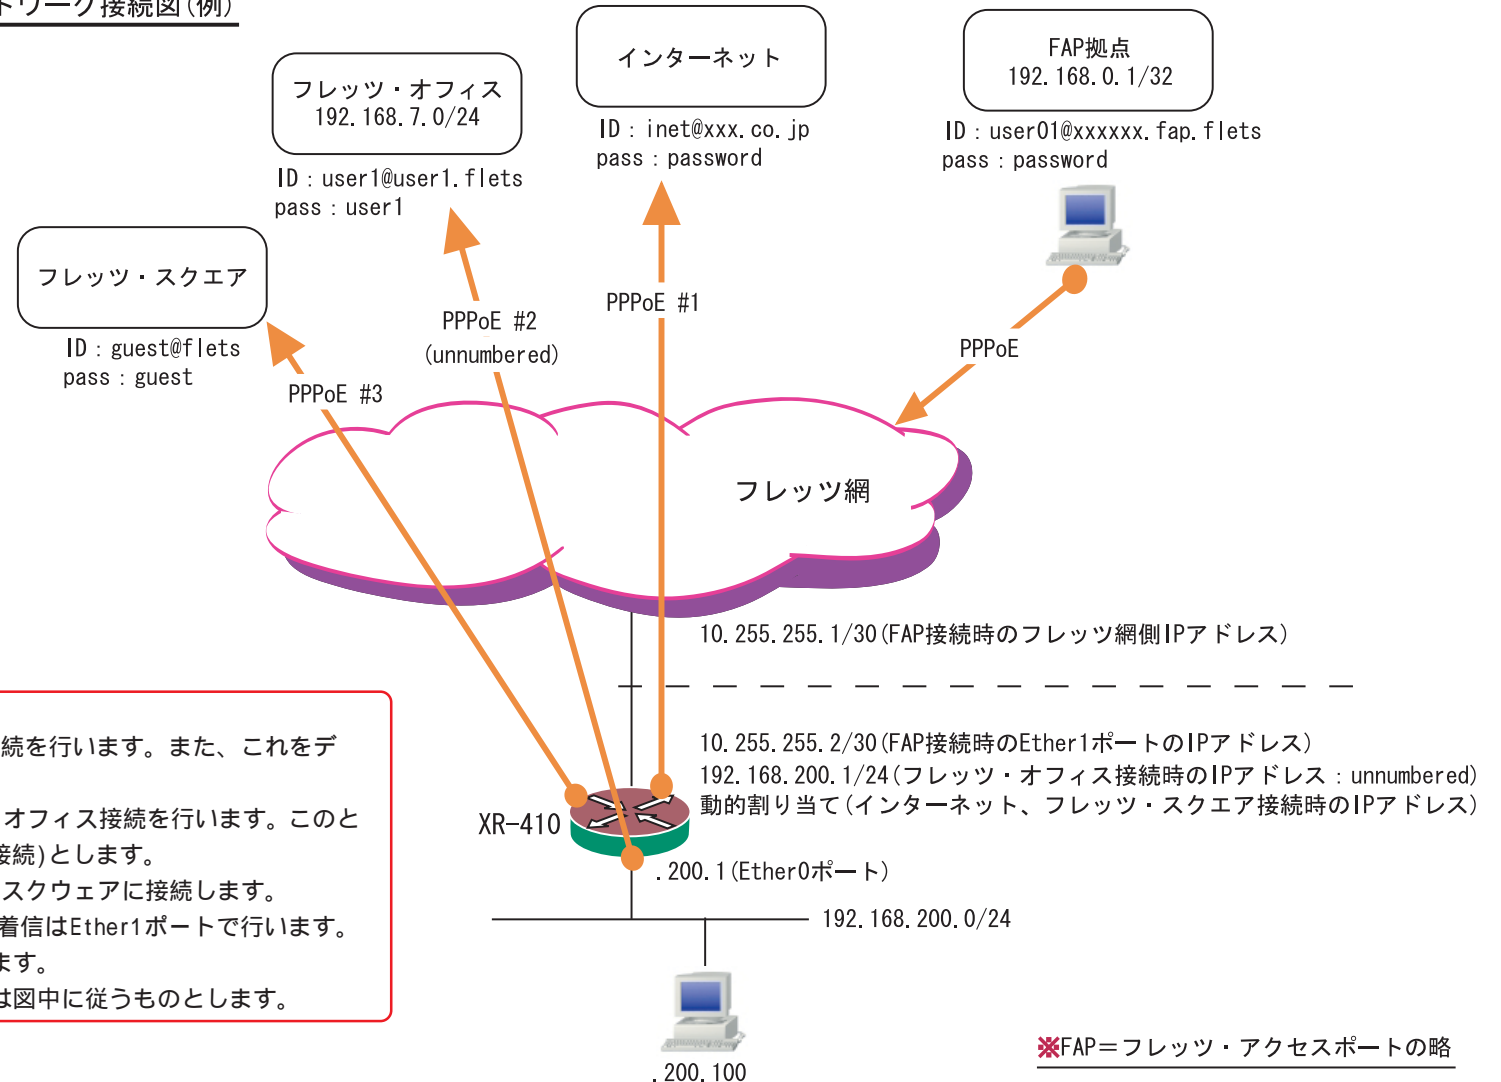 トワーク接続図(例)
インターネット
ID：inet@xxx.co.jp
pass：password
FAP拠点
192.168.0.1/32
ID：user01@xxxxxx.fap.flets
pass：password
フレッツ・オフィス
192.168.7.0/24
ID：user1@user1.flets
pass：user1
フレッツ・スクエア
ID：guest@flets
pass：guest
PPPoE #1
PPPoE #2
(unnumbered)
PPPoE
PPPoE #3
フレッツ網
10.255.255.1/30(FAP接続時のフレッツ網側IPアドレス)
10.255.255.2/30(FAP接続時のEther1ポートのIPアドレス)
192.168.200.1/24(フレッツ・オフィス接続時のIPアドレス：unnumbered)
動的割り当て(インターネット、フレッツ・スクエア接続時のIPアドレス)
XR-410
.200.1(Ether0ポート)
192.168.200.0/24
.200.100
続を行います。また、これをデ
オフィス接続を行います。このと
接続)とします。
スクウェアに接続します。
着信はEther1ポートで行います。
ます。
は図中に従うものとします。
※FAP＝フレッツ・アクセスポートの略